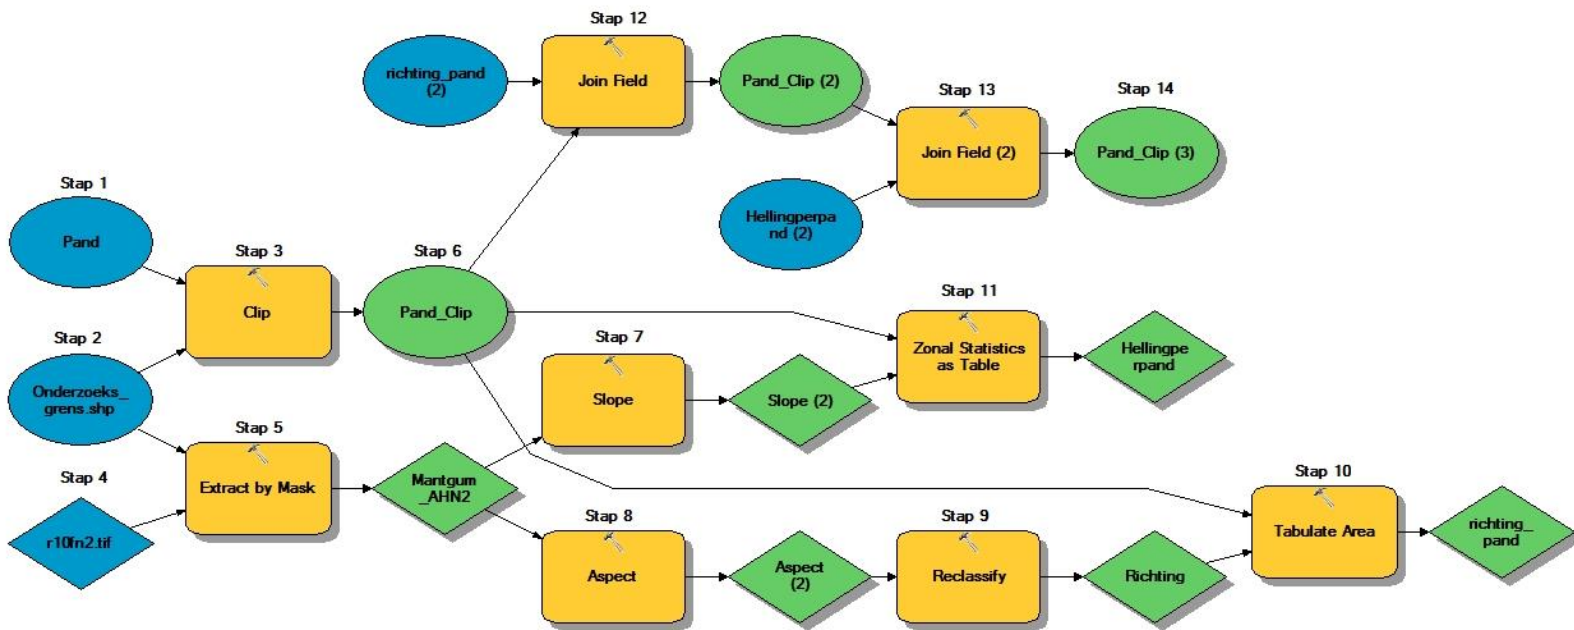 Stap 12
richting_pand
(2)
Join Field
Pand_Clip (2)
Stap 13
Stap 14
Join Field (2)
Pand_Clip (3)
Hellingperpa
nd (2)
Stap 1
Pand
Stap 3
Clip
Stap 6
Pand_Clip
Stap 2
Onderzoeks_
grens.shp
Stap 11
Zonal Statistics
as Table
Hellingpe
rpand
Stap 7
Slope
Slope (2)
Stap 5
Extract by Mask
Stap 4
r10fn2.tif
Mantgum
_AHN2
Stap 8
Aspect
Aspect
(2)
Stap 9
Reclassify
Richting
Stap 10
Tabulate Area
richting_
pand